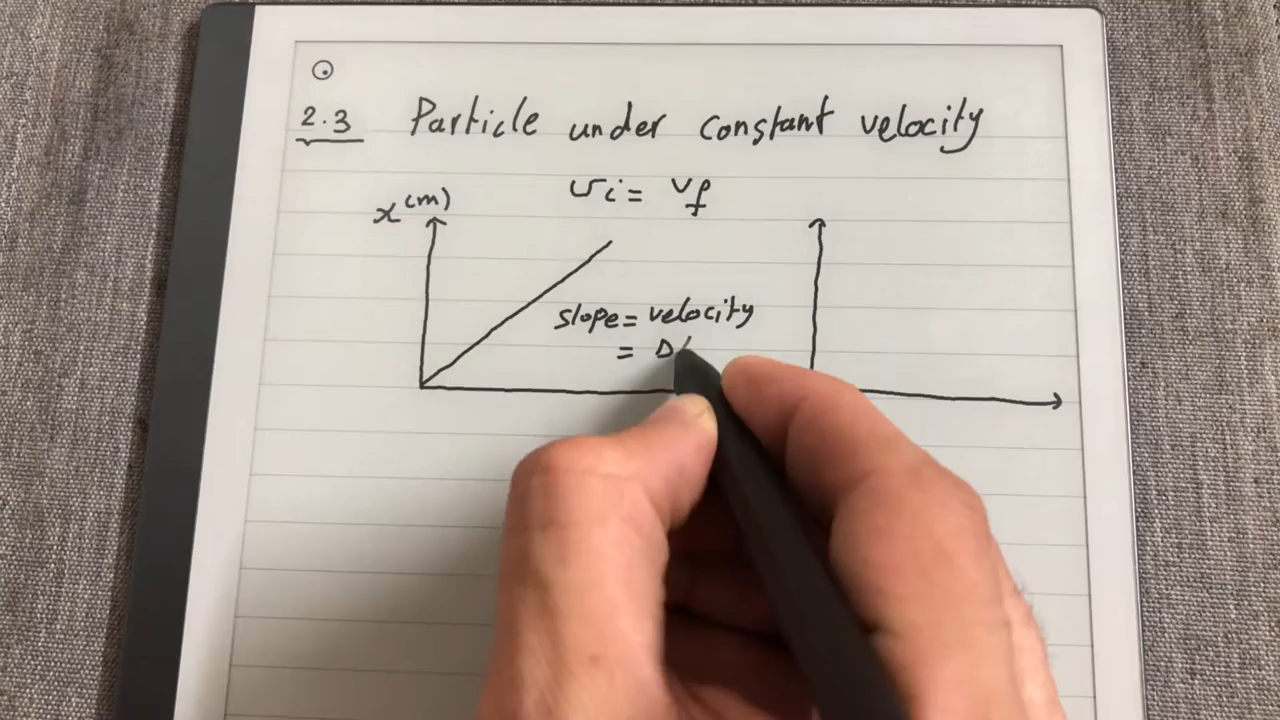 2.3 Particle under constant velocity
vi = vf
x(m)
slope = velocity
= Δ